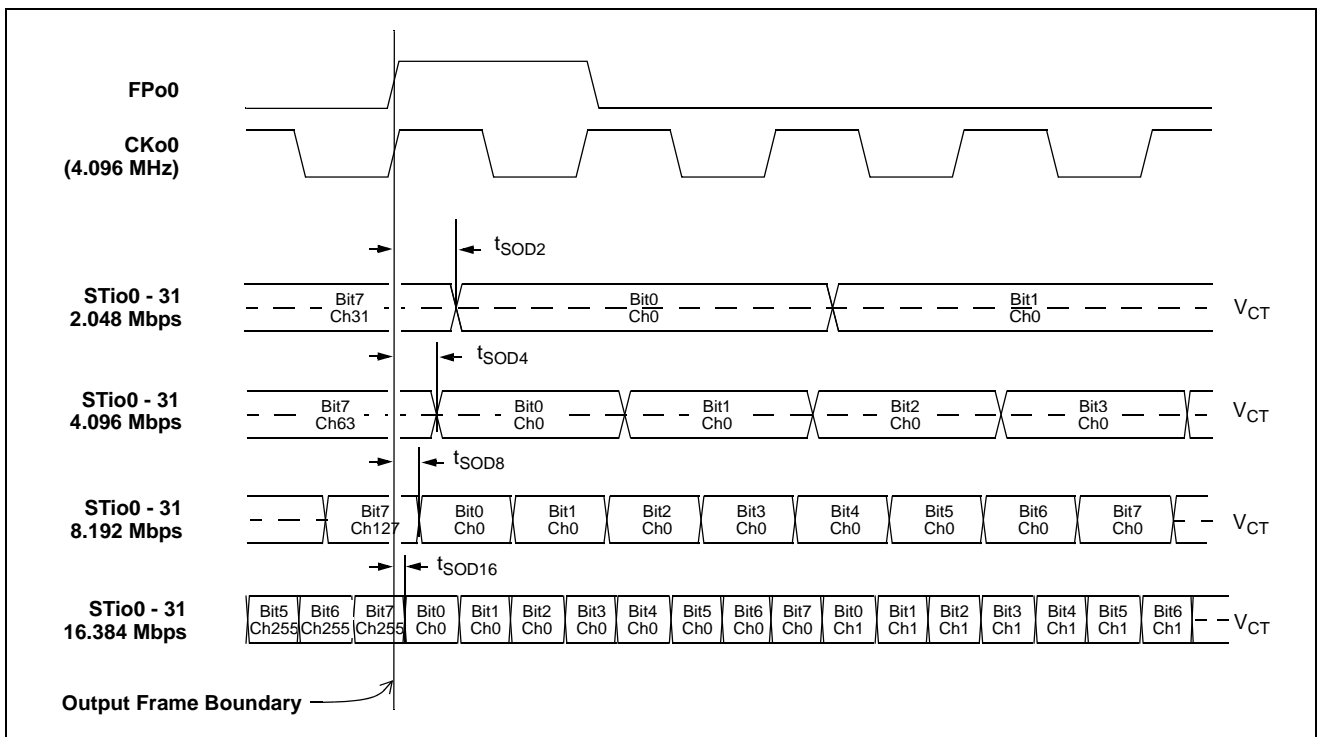 FPo0
CKo0
(4.096 MHz)
tSOD2
STio0 - 31
2.048 Mbps
Bit7
Ch31
Bit0
Ch0
Bit1
Ch0
VCT
tSOD4
STio0 - 31
4.096 Mbps
Bit7
Ch63
Bit0
Ch0
Bit1
Ch0
Bit2
Ch0
Bit3
Ch0
VCT
tSOD8
STio0 - 31
8.192 Mbps
Bit7
Ch127
Bit0
Ch0
Bit1
Ch0
Bit2
Ch0
Bit3
Ch0
Bit4
Ch0
Bit5
Ch0
Bit6
Ch0
Bit7
Ch0
VCT
tSOD16
STio0 - 31
16.384 Mbps
Bit5
Ch255
Bit6
Ch255
Bit7
Ch255
Bit0
Ch0
Bit1
Ch0
Bit2
Ch0
Bit3
Ch0
Bit4
Ch0
Bit5
Ch0
Bit6
Ch0
Bit7
Ch0
Bit0
Ch1
Bit1
Ch1
Bit2
Ch1
Bit3
Ch1
Bit4
Ch1
Bit5
Ch1
Bit6
Ch1
VCT
Output Frame Boundary